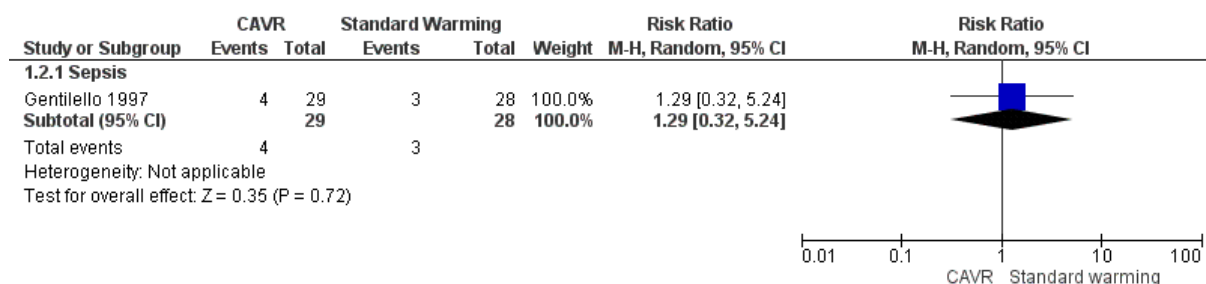 CAVR Standard Warming Risk Ratio Risk Ratio
Study or Subgroup Events Total Events Total Weight M-H, Random, 95% CI M-H, Random, 95% CI
1.2.1 Sepsis
Gentilello 1997 4 29 3 28 100.0% 1.29 [0.32, 5.24]
Subtotal (95% CI) 29 28 100.0% 1.29 [0.32, 5.24]
Total events 4 3
Heterogeneity: Not applicable
Test for overall effect: Z = 0.35 (P = 0.72)
0.01 0.1 1 10 100
CAVR Standard warming